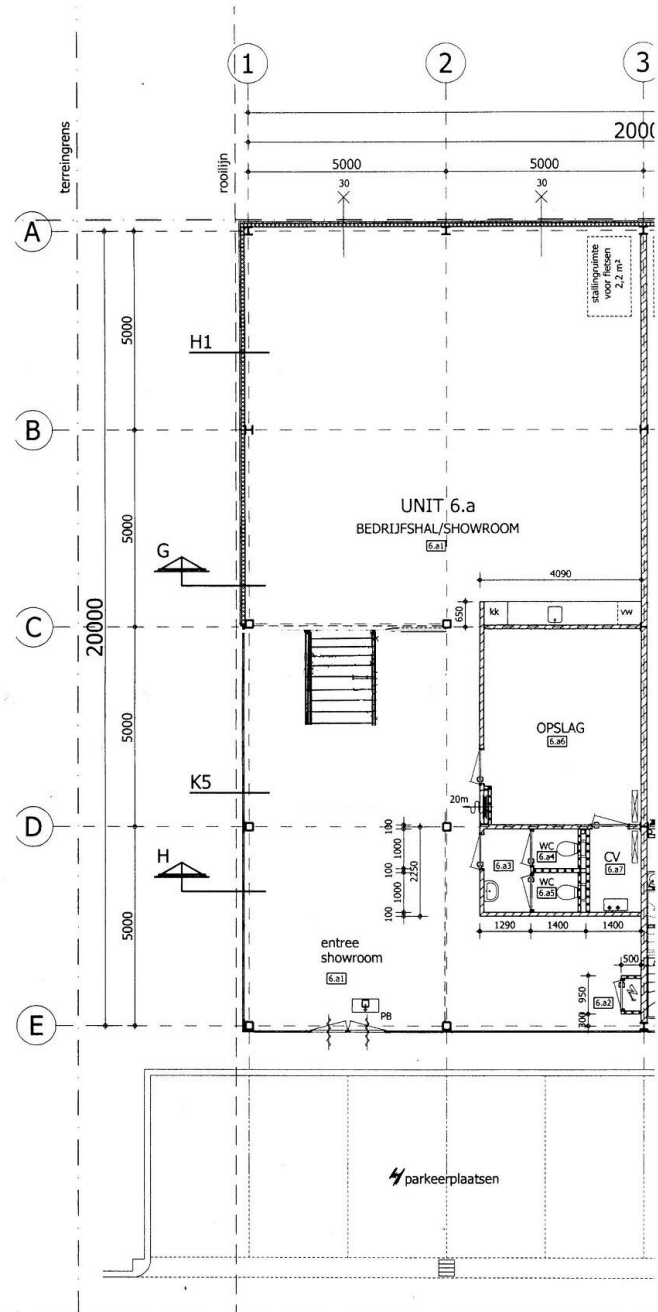 1
2
3
2000
5000
5000
terreingrens
rooilijn
30
30
A
stallingruimte
voor fietsen
2,2 m²
5000
H1
B
UNIT 6.a
BEDRIJFSHAL/SHOWROOM
6.a1
5000
20000
G
4090
650
kk
vw
C
OPSLAG
6.a6
5000
K5
20m
D
100
1000
100
1000
100
2250
WC
6.a4
6.a3
WC
6.a5
CV
6.a7
H
1290
1400
1400
5000
entree
showroom
6.a1
500
950
300
6.a2
PB
E
parkeerplaatsen